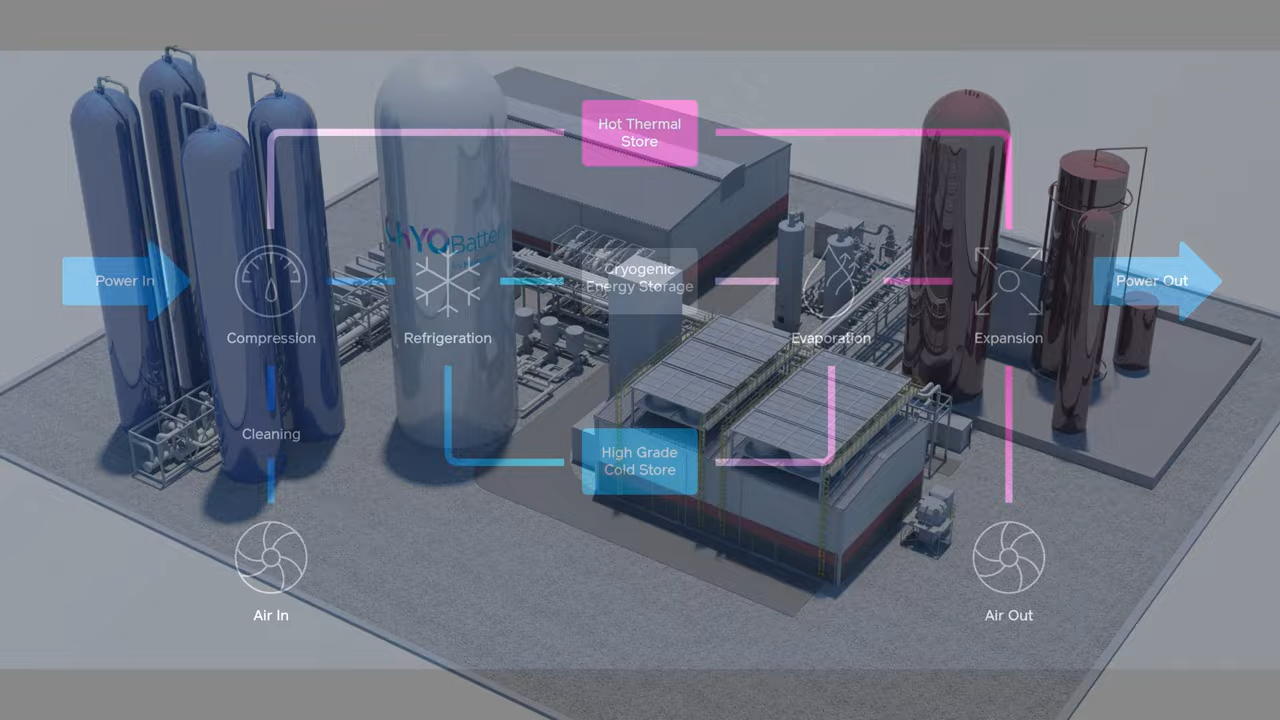 Hot Thermal
Store
CRYOBattery
Cryogenic
Energy Storage
Power In
Power Out
Compression
Refrigeration
Evaporation
Expansion
Cleaning
High Grade
Cold Store
Air In
Air Out